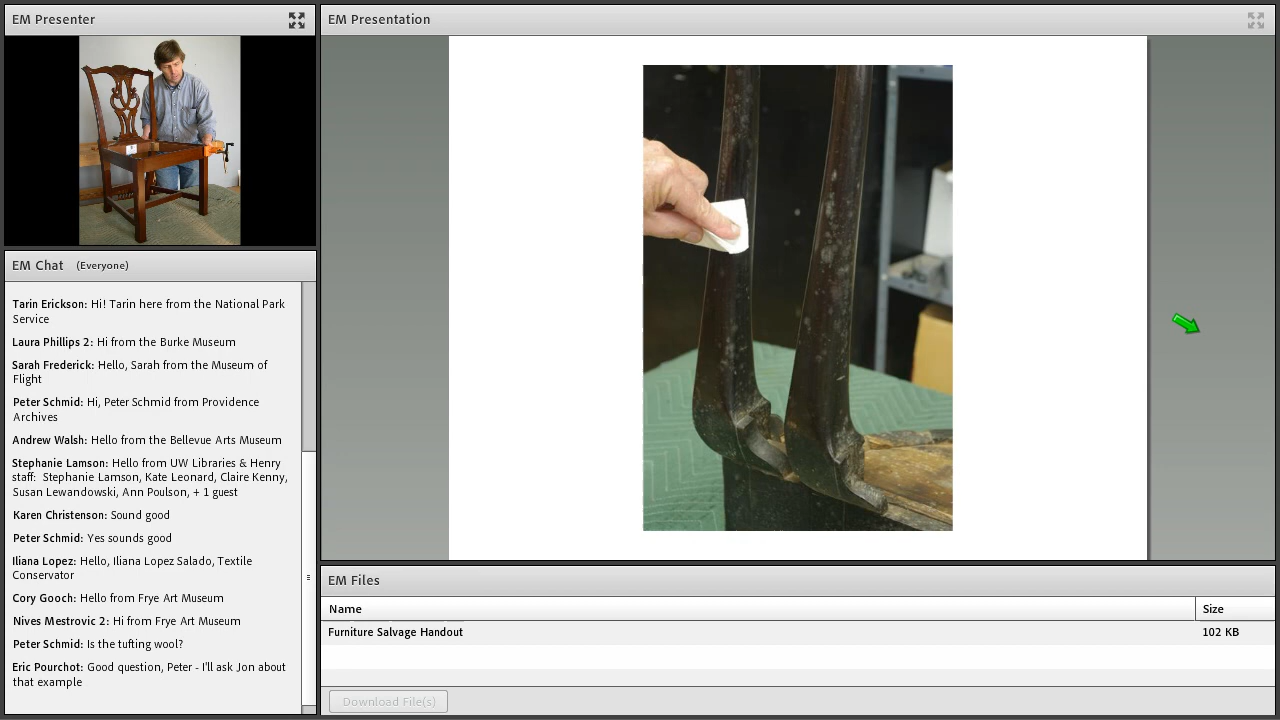 EM Presenter
EM Presentation
EM Chat (Everyone)
Tarin Erickson: Hi! Tarin here from the National Park
Service
Laura Phillips 2: Hi from the Burke Museum
Sarah Frederick: Hello, Sarah from the Museum of
Flight
Peter Schmid: Hi, Peter Schmid from Providence
Archives
Andrew Walsh: Hello from the Bellevue Arts Museum
Stephanie Lamson: Hello from UW Libraries & Henry
staff: Stephanie Lamson, Kate Leonard, Claire Kenny,
Susan Lewandowski, Ann Poulson, + 1 guest
Karen Christenson: Sound good
Peter Schmid: Yes sounds good
Iliana Lopez: Hello, Iliana Lopez Salado, Textile
Conservator
Cory Gooch: Hello from Frye Art Museum
Nives Mestrovic 2: Hi from Frye Art Museum
Peter Schmid: Is the tufting wool?
Eric Pourchot: Good question, Peter - I'll ask Jon about
that example
EM Files
Name Size
Furniture Salvage Handout 102 KB
Download File(s)